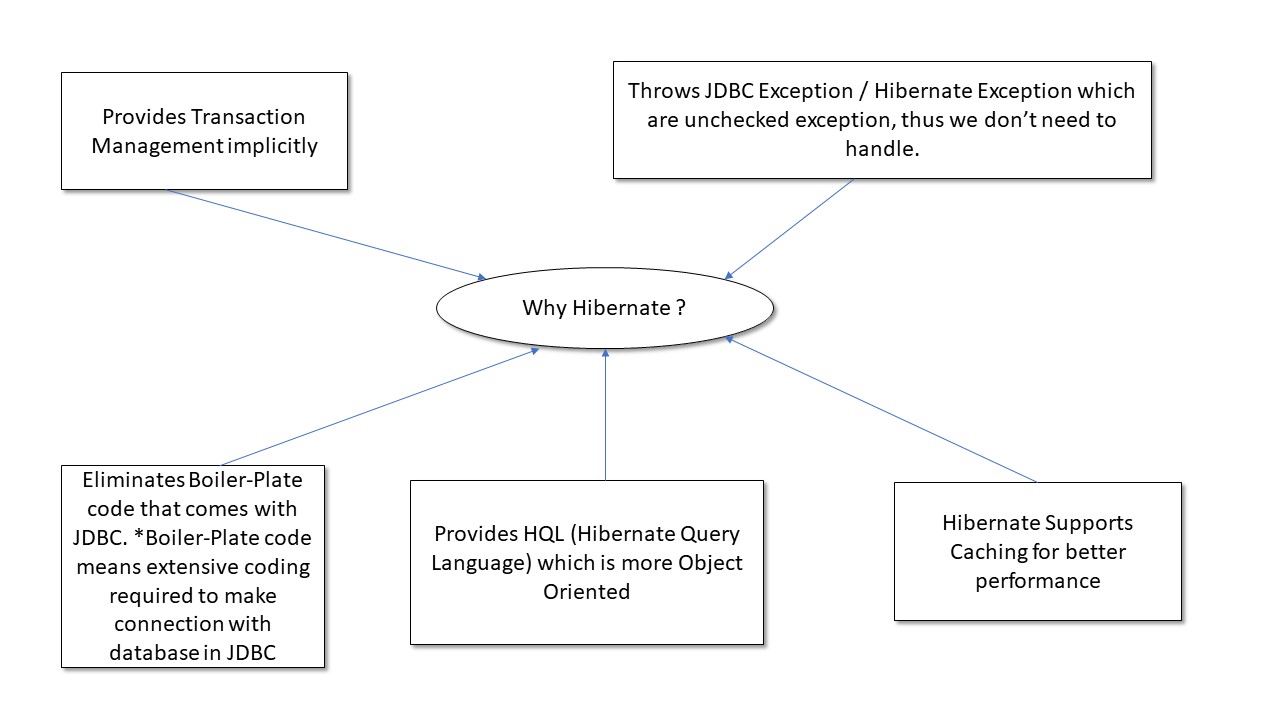 Provides Transaction
Management implicitly
Throws JDBC Exception / Hibernate Exception which
are unchecked exception, thus we don’t need to
handle.
Why Hibernate ?
Eliminates Boiler-Plate
code that comes with
JDBC. *Boiler-Plate code
means extensive coding
required to make
connection with
database in JDBC
Provides HQL (Hibernate Query
Language) which is more Object
Oriented
Hibernate Supports
Caching for better
performance